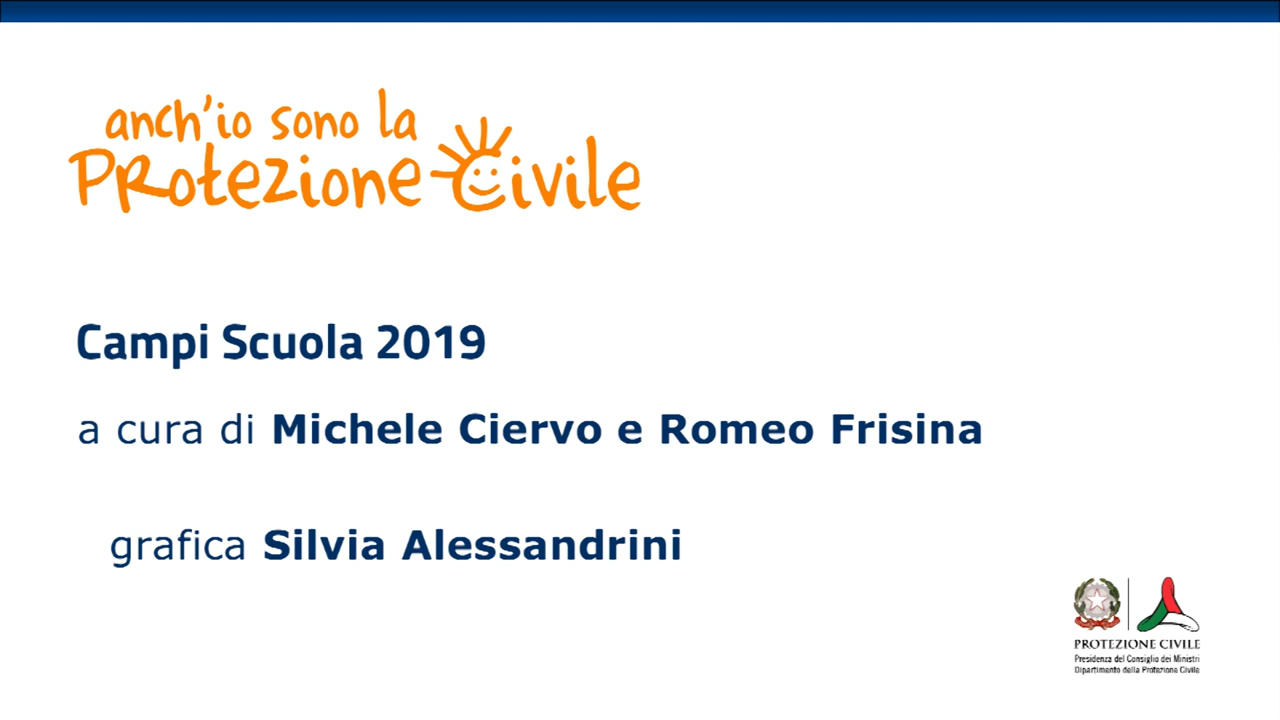 anch'io sono la
Protezione Civile
Campi Scuola 2019
a cura di Michele Ciervo e Romeo Frisina
grafica Silvia Alessandrini
PROTEZIONE CIVILE
Presidenza del Consiglio dei Ministri
Dipartimento della Protezione Civile